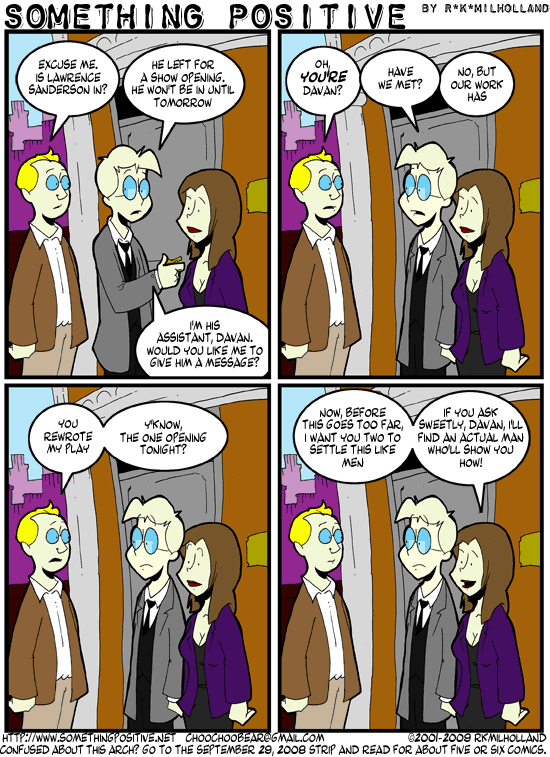 SOMETHING POSITIVE BY R*K*MILHOLLAND
EXCUSE ME.
IS LAWRENCE
SANDERSON IN?
HE LEFT FOR
A SHOW OPENING.
HE WON'T BE IN UNTIL
TOMORROW
I'M HIS
ASSISTANT, DAVAN.
WOULD YOU LIKE ME TO
GIVE HIM A MESSAGE?
OH,
YOU'RE
DAVAN?
HAVE
WE MET?
NO, BUT
OUR WORK
HAS
YOU
REWROTE
MY PLAY
Y'KNOW,
THE ONE OPENING
TONIGHT?
NOW, BEFORE
THIS GOES TOO FAR,
I WANT YOU TWO TO
SETTLE THIS LIKE
MEN
IF YOU ASK
SWEETLY, DAVAN, I'LL
FIND AN ACTUAL MAN
WHO'LL SHOW YOU
HOW!
HTTP://WWW.SOMETHINGPOSITIVE.NET CHOOCHOOBEAR@GMAIL.COM ©2001-2009 RKMILHOLLAND
CONFUSED ABOUT THIS ARCH? GO TO THE SEPTEMBER 29, 2008 STRIP AND READ FOR ABOUT FIVE OR SIX COMICS.